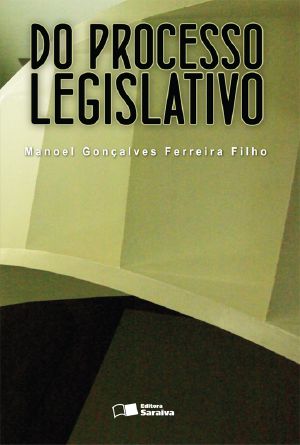 DO PROCESSO
LEGISLATIVO
Manoel Gonçalves Ferreira Filho
Editora
Saraiva